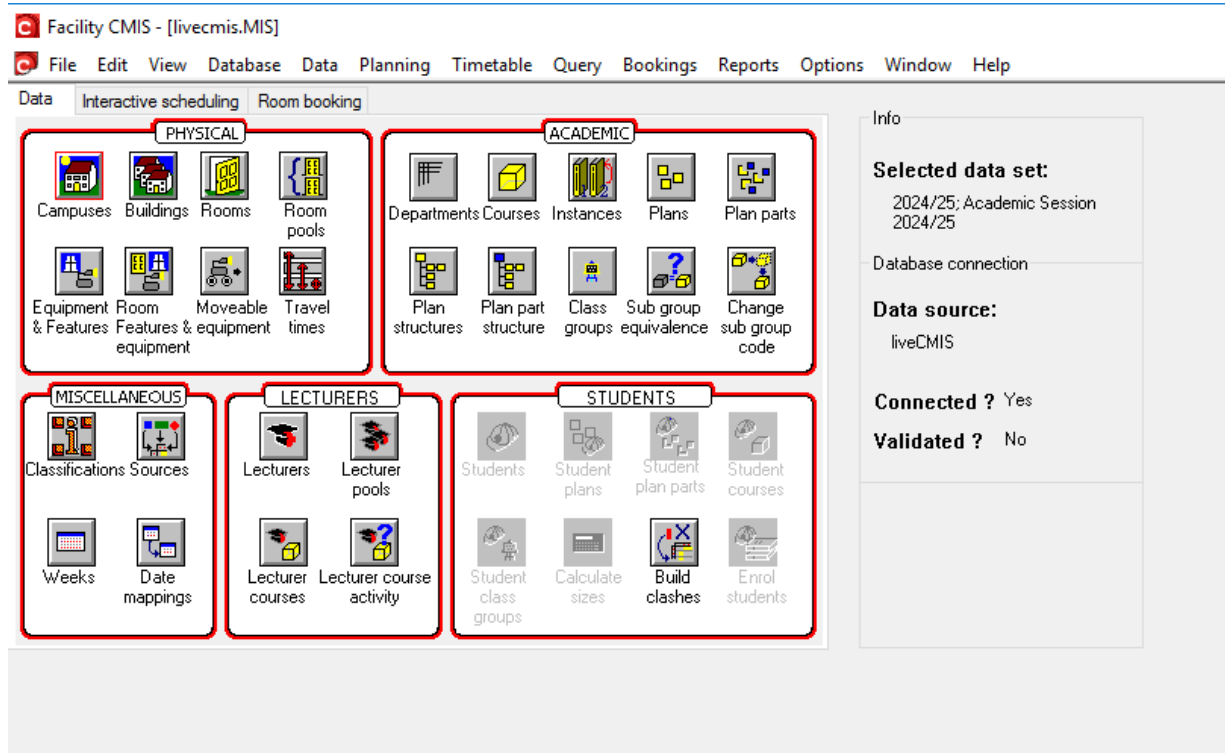 Facility CMIS - [livecmis.MIS]
File Edit View Database Data Planning Timetable Query Bookings Reports Options Window Help
Data Interactive scheduling Room booking
PHYSICAL
Campuses
Buildings
Rooms
Room
pools
Equipment
& Features
Room
Features &
equipment
Moveable
equipment
Travel
times
ACADEMIC
Departments
Courses
Instances
Plans
Plan parts
Plan
structures
Plan part
structure
Class
groups
Sub group
equivalence
Change
sub group
code
MISCELLANEOUS
Classifications
Sources
Weeks
Date
mappings
LECTURERS
Lecturers
Lecturer
pools
Lecturer
courses
Lecturer course
activity
STUDENTS
Students
Student
plans
Student
plan parts
Student
courses
Student
class
groups
Calculate
sizes
Build
clashes
Enrol
students
Info
Selected data set:
2024/25; Academic Session
2024/25
Database connection
Data source:
liveCMIS
Connected ? Yes
Validated ? No